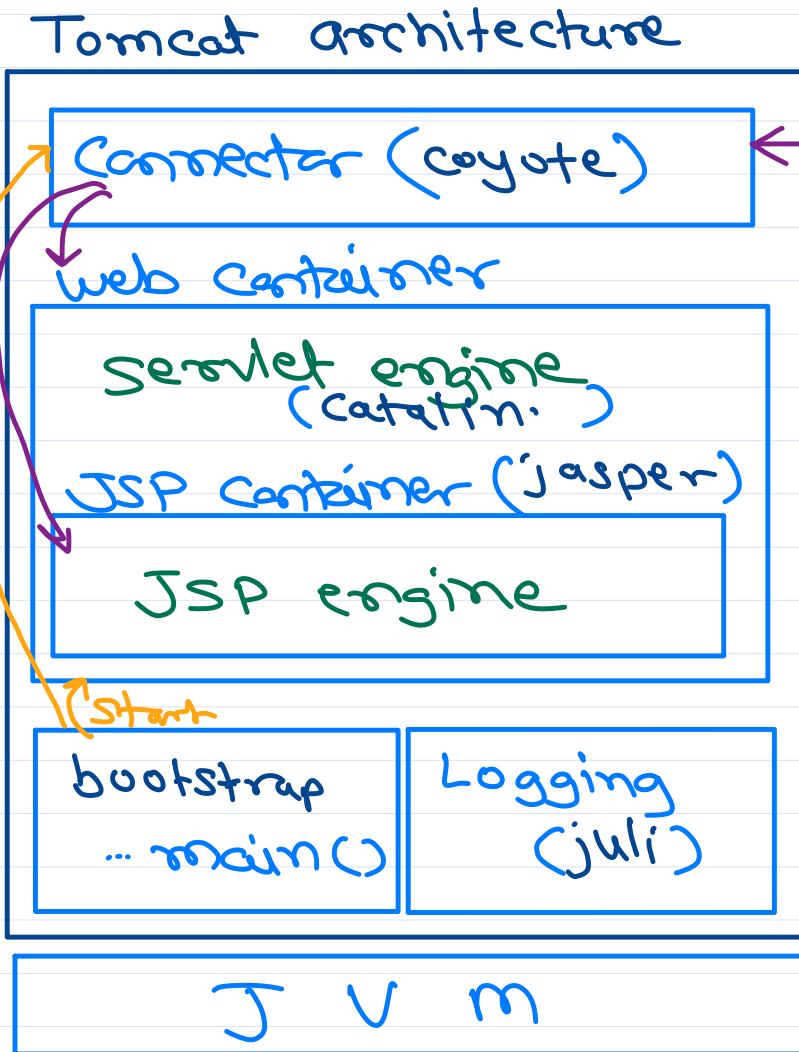 Tomcat architecture
Connector (coyote)
web container
servlet engine
(catalin. )
JSP container (jasper)
JSP engine
(start
bootstrap
... main()
Logging
(juli)
J V M